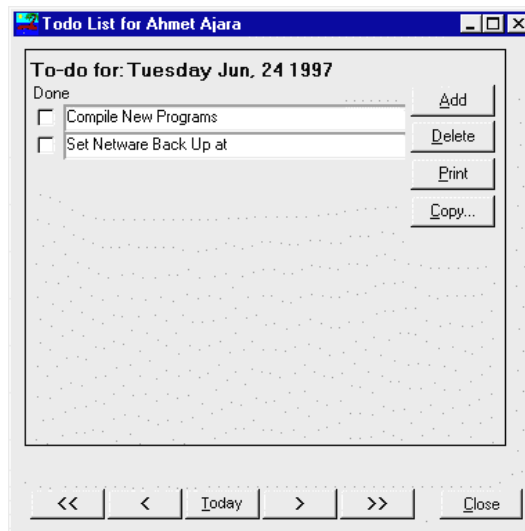 Todo List for Ahmet Ajara
To-do for: Tuesday Jun, 24 1997
Done
Add
Compile New Programs
Delete
Set Netware Back Up at
Print
Copy...
<< < Today > >> Close